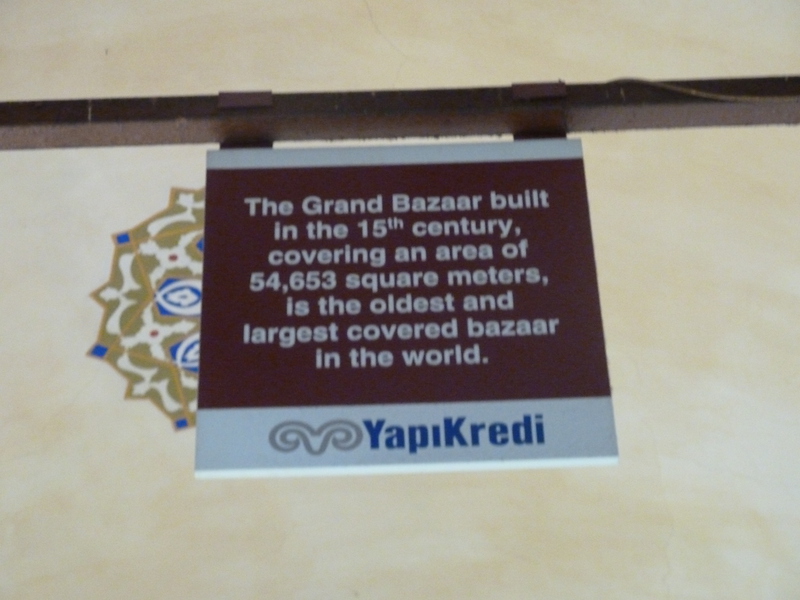 The Grand Bazaar built
in the 15th century,
covering an area of
54,653 square meters,
is the oldest and
largest covered bazaar
in the world.
YapıKredi